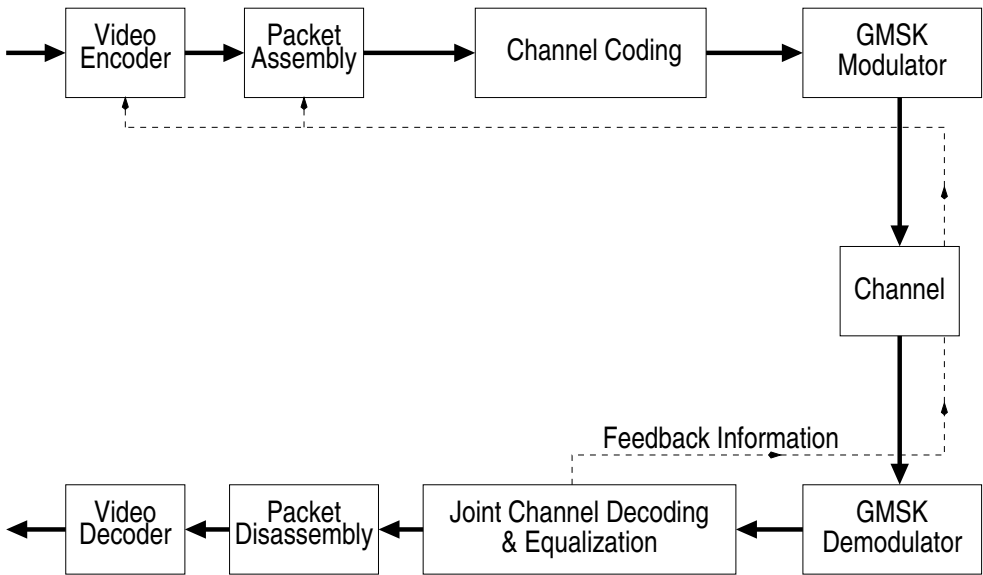 Video
Encoder
Packet
Assembly
Channel Coding
GMSK
Modulator
Channel
Feedback Information
Video
Decoder
Packet
Disassembly
Joint Channel Decoding
& Equalization
GMSK
Demodulator